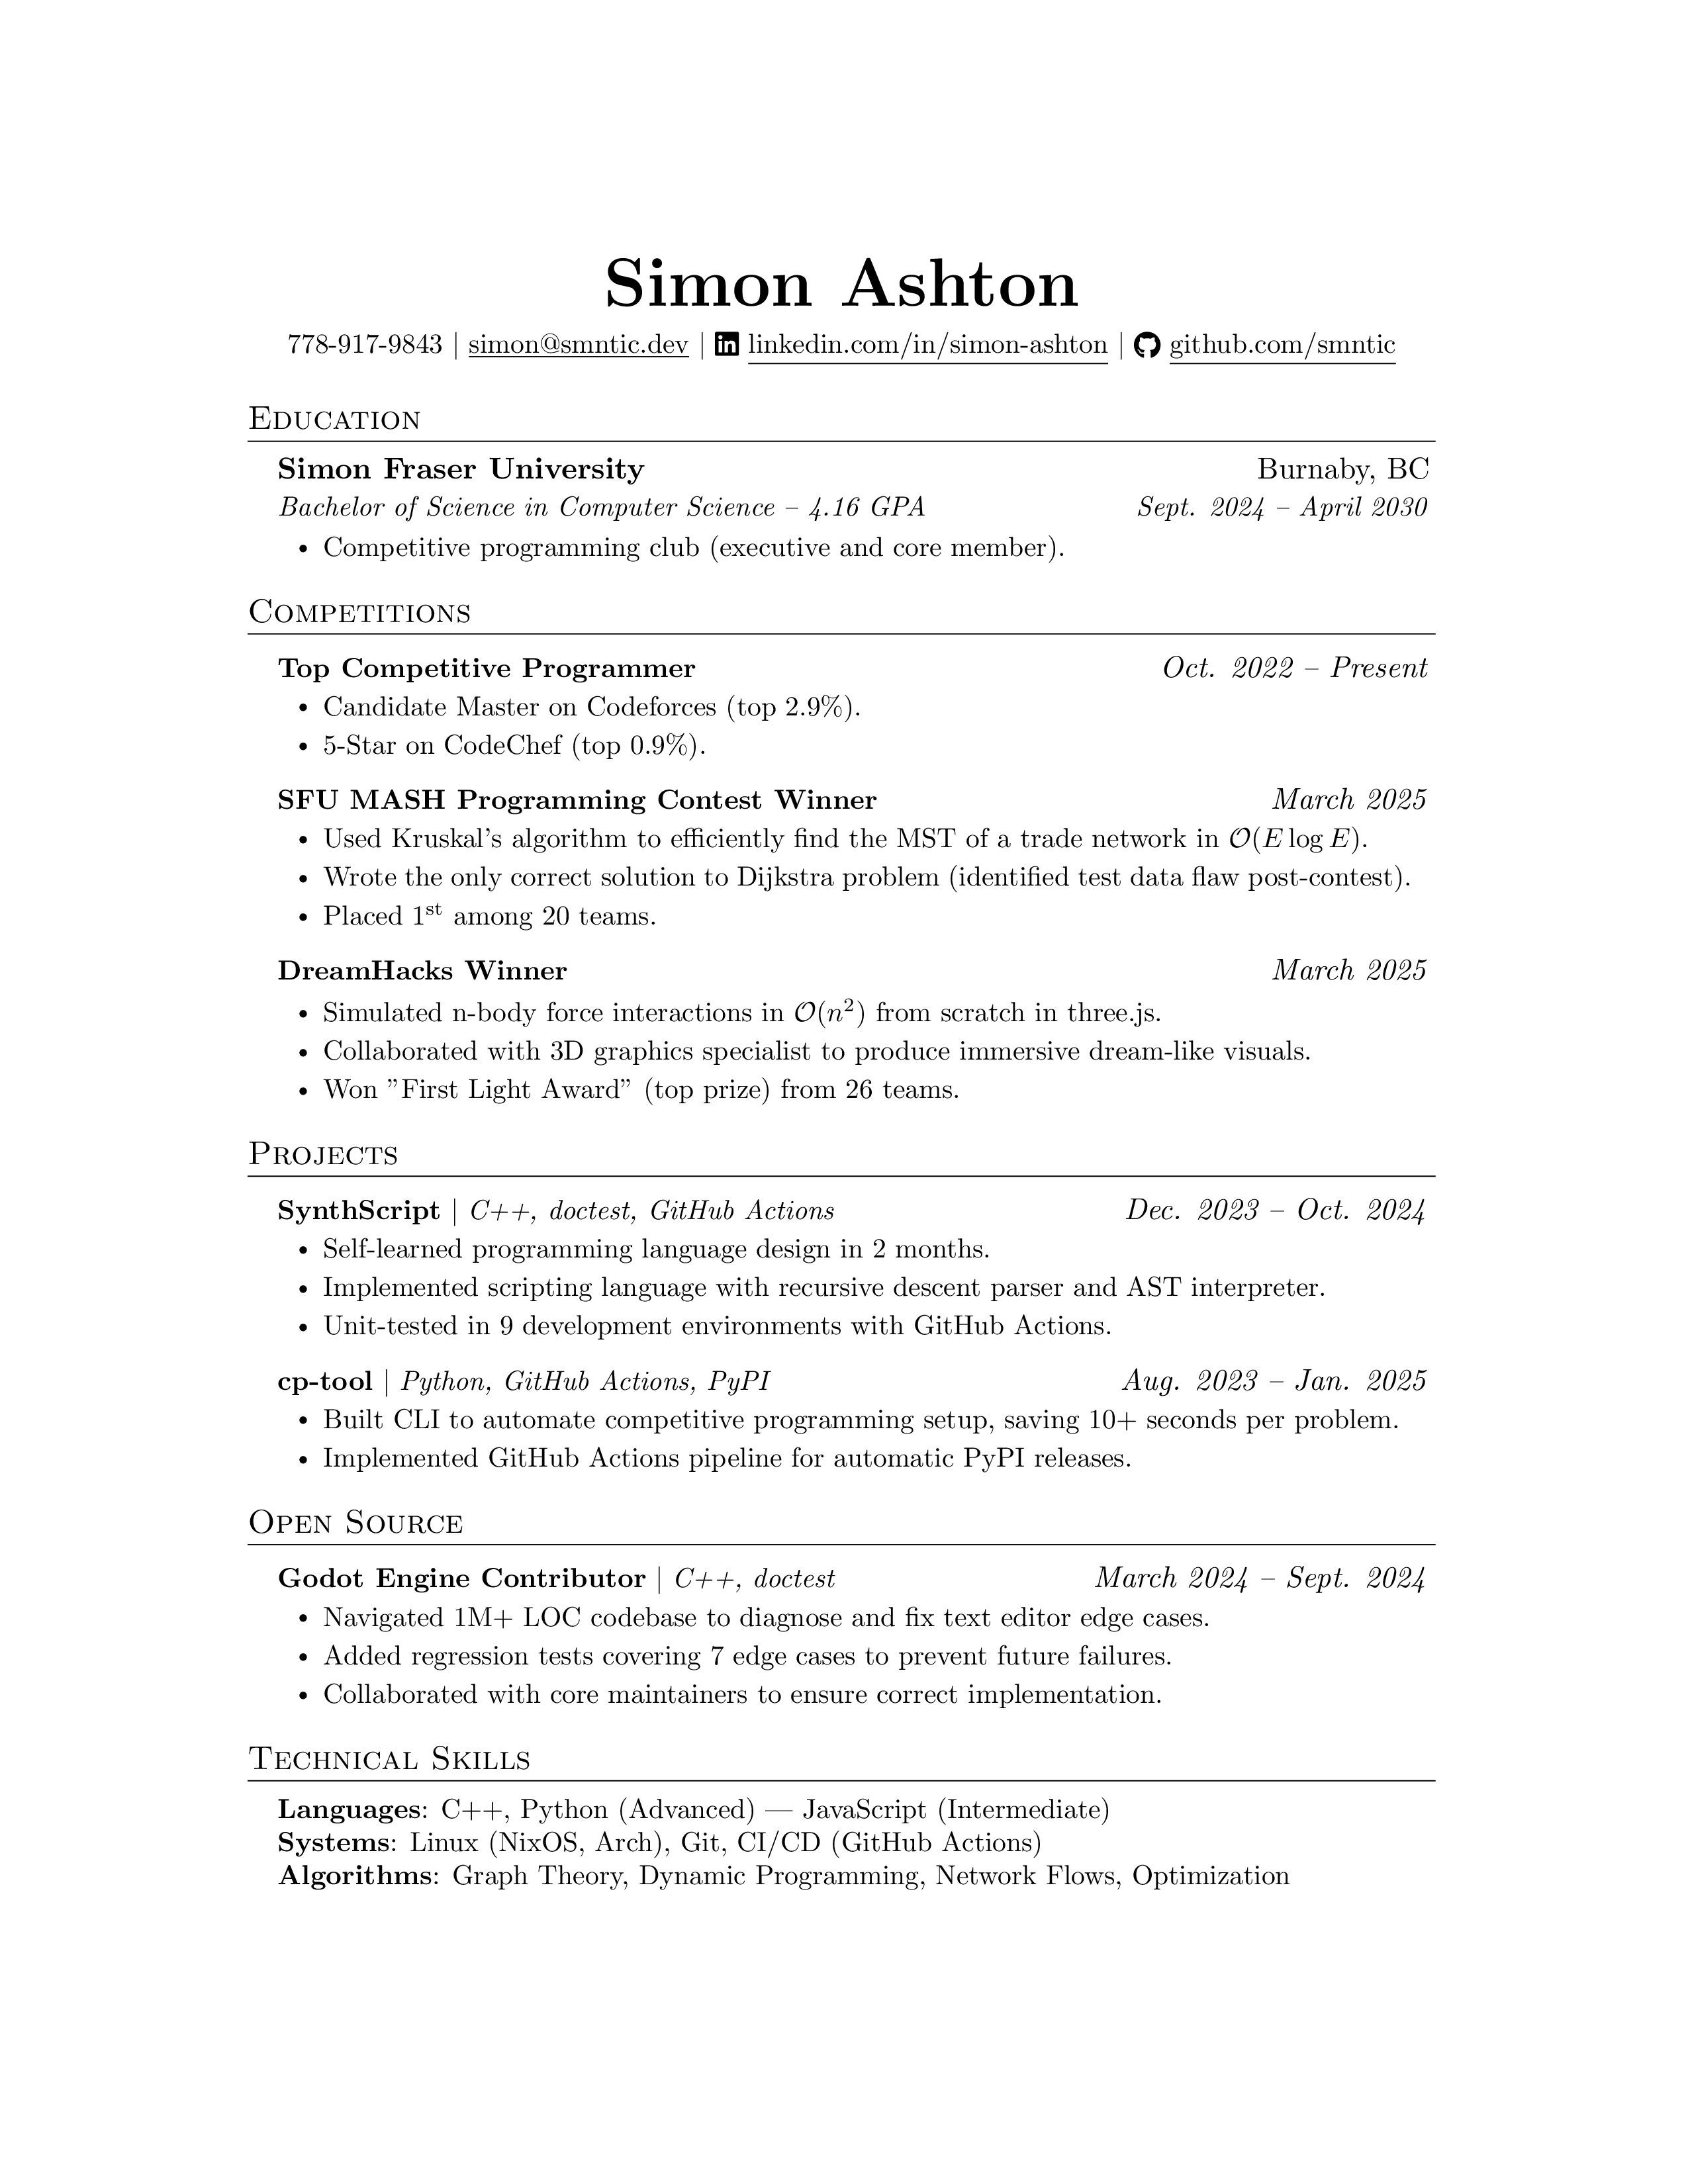 Simon Ashton
778-917-9843 | simon@smntic.dev | linkedin.com/in/simon-ashton | github.com/smntic
Education
Simon Fraser University Burnaby, BC
Bachelor of Science in Computer Science – 4.16 GPA Sept. 2024 – April 2030
• Competitive programming club (executive and core member).
Competitions
Top Competitive Programmer Oct. 2022 – Present
• Candidate Master on Codeforces (top 2.9%).
• 5-Star on CodeChef (top 0.9%).
SFU MASH Programming Contest Winner March 2025
• Used Kruskal's algorithm to efficiently find the MST of a trade network in 𝒪(E log E).
• Wrote the only correct solution to Dijkstra problem (identified test data flaw post-contest).
• Placed 1st among 20 teams.
DreamHacks Winner March 2025
• Simulated n-body force interactions in 𝒪(n²) from scratch in three.js.
• Collaborated with 3D graphics specialist to produce immersive dream-like visuals.
• Won ”First Light Award” (top prize) from 26 teams.
Projects
SynthScript | C++, doctest, GitHub Actions Dec. 2023 – Oct. 2024
• Self-learned programming language design in 2 months.
• Implemented scripting language with recursive descent parser and AST interpreter.
• Unit-tested in 9 development environments with GitHub Actions.
cp-tool | Python, GitHub Actions, PyPI Aug. 2023 – Jan. 2025
• Built CLI to automate competitive programming setup, saving 10+ seconds per problem.
• Implemented GitHub Actions pipeline for automatic PyPI releases.
Open Source
Godot Engine Contributor | C++, doctest March 2024 – Sept. 2024
• Navigated 1M+ LOC codebase to diagnose and fix text editor edge cases.
• Added regression tests covering 7 edge cases to prevent future failures.
• Collaborated with core maintainers to ensure correct implementation.
Technical Skills
Languages: C++, Python (Advanced) — JavaScript (Intermediate)
Systems: Linux (NixOS, Arch), Git, CI/CD (GitHub Actions)
Algorithms: Graph Theory, Dynamic Programming, Network Flows, Optimization